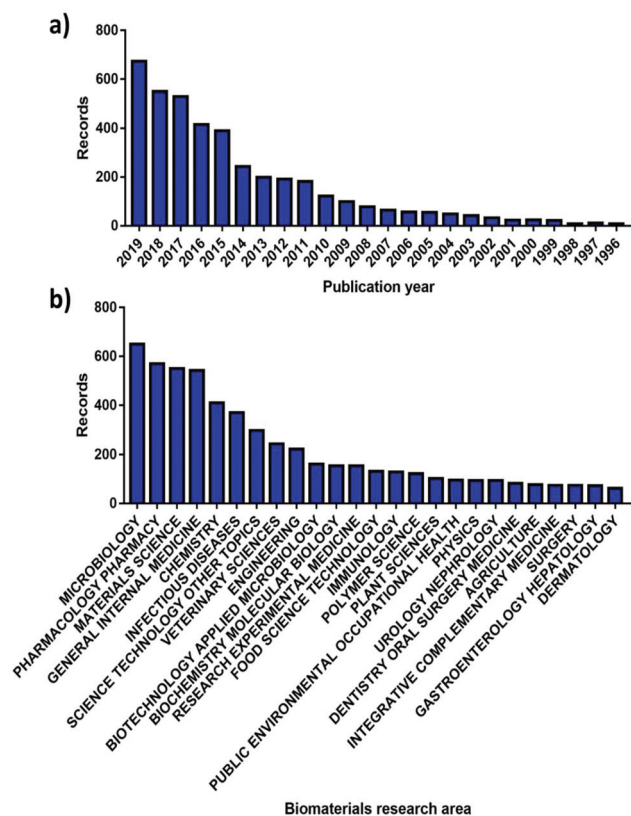 a)
800
600
400
200
0
Records
2019
2018
2017
2016
2015
2014
2013
2012
2011
2010
2009
2008
2007
2006
2005
2004
2003
2002
2001
2000
1999
1998
1997
1996
Publication year
b)
800
600
400
200
0
Records
MICROBIOLOGY
PHARMACOLOGY PHARMACY
MATERIALS SCIENCE
GENERAL INTERNAL MEDICINE
CHEMISTRY
INFECTIOUS DISEASES
SCIENCE TECHNOLOGY OTHER TOPICS
VETERINARY SCIENCES
ENGINEERING
BIOTECHNOLOGY APPLIED MICROBIOLOGY
BIOCHEMISTRY MOLECULAR BIOLOGY
RESEARCH EXPERIMENTAL MEDICINE
FOOD SCIENCE TECHNOLOGY
IMMUNOLOGY
POLYMER SCIENCE
PLANT SCIENCES
PUBLIC ENVIRONMENTAL OCCUPATIONAL HEALTH
PHYSICS
UROLOGY NEPHROLOGY
DENTISTRY ORAL SURGERY MEDICINE
AGRICULTURE
INTEGRATIVE COMPLEMENTARY MEDICINE
SURGERY
GASTROENTEROLOGY HEPATOLOGY
DERMATOLOGY
Biomaterials research area